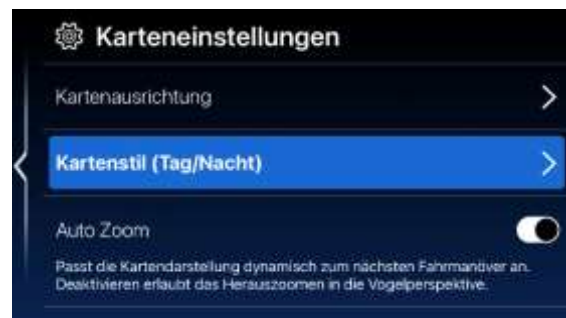 Karteneinstellungen
Kartenausrichtung
Kartenstil (Tag/Nacht)
Auto Zoom
Passt die Kartendarstellung dynamisch zum nächsten Fahrmanöver an.
Deaktivieren erlaubt das Herauszoomen in die Vogelperspektive.